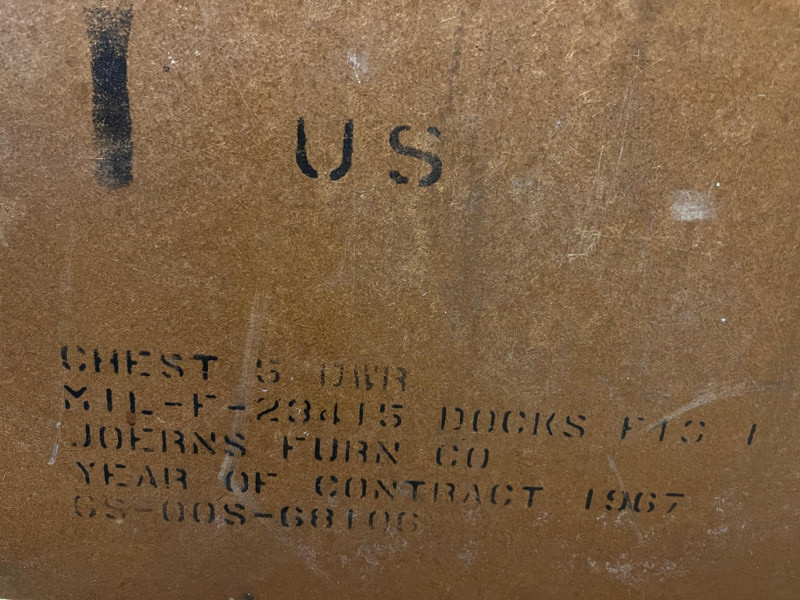 US
CHEST 5 DWR
MIL-F-23415 DOCKS FIG 1
JOERNS FURN CO
YEAR OF CONTRACT 1967
GS-00S-68106